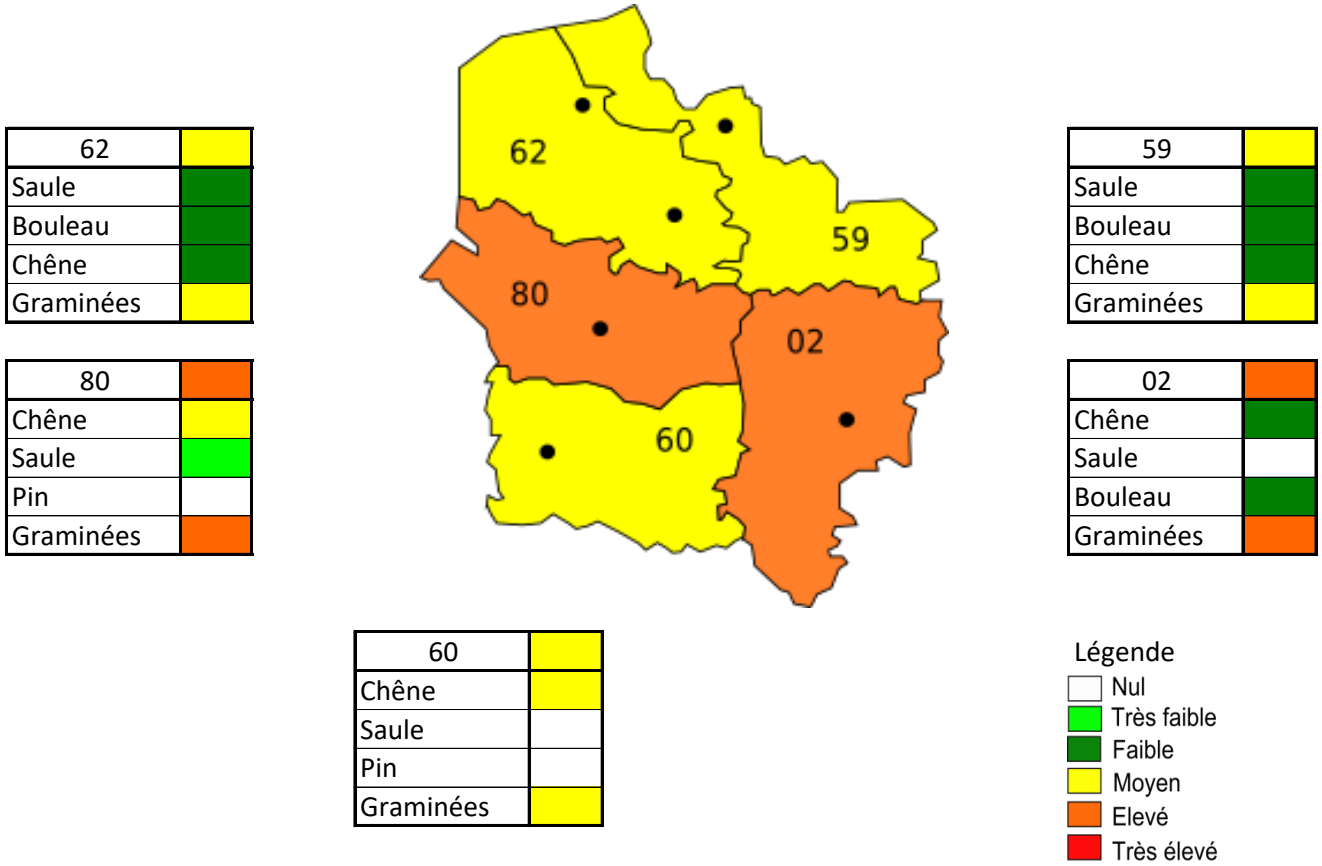 62
Saule
Bouleau
Chêne
Graminées
80
Chêne
Saule
Pin
Graminées
62
59
80
02
60
59
Saule
Bouleau
Chêne
Graminées
02
Chêne
Saule
Bouleau
Graminées
60
Chêne
Saule
Pin
Graminées
Légende
Nul
Très faible
Faible
Moyen
Elevé
Très élevé